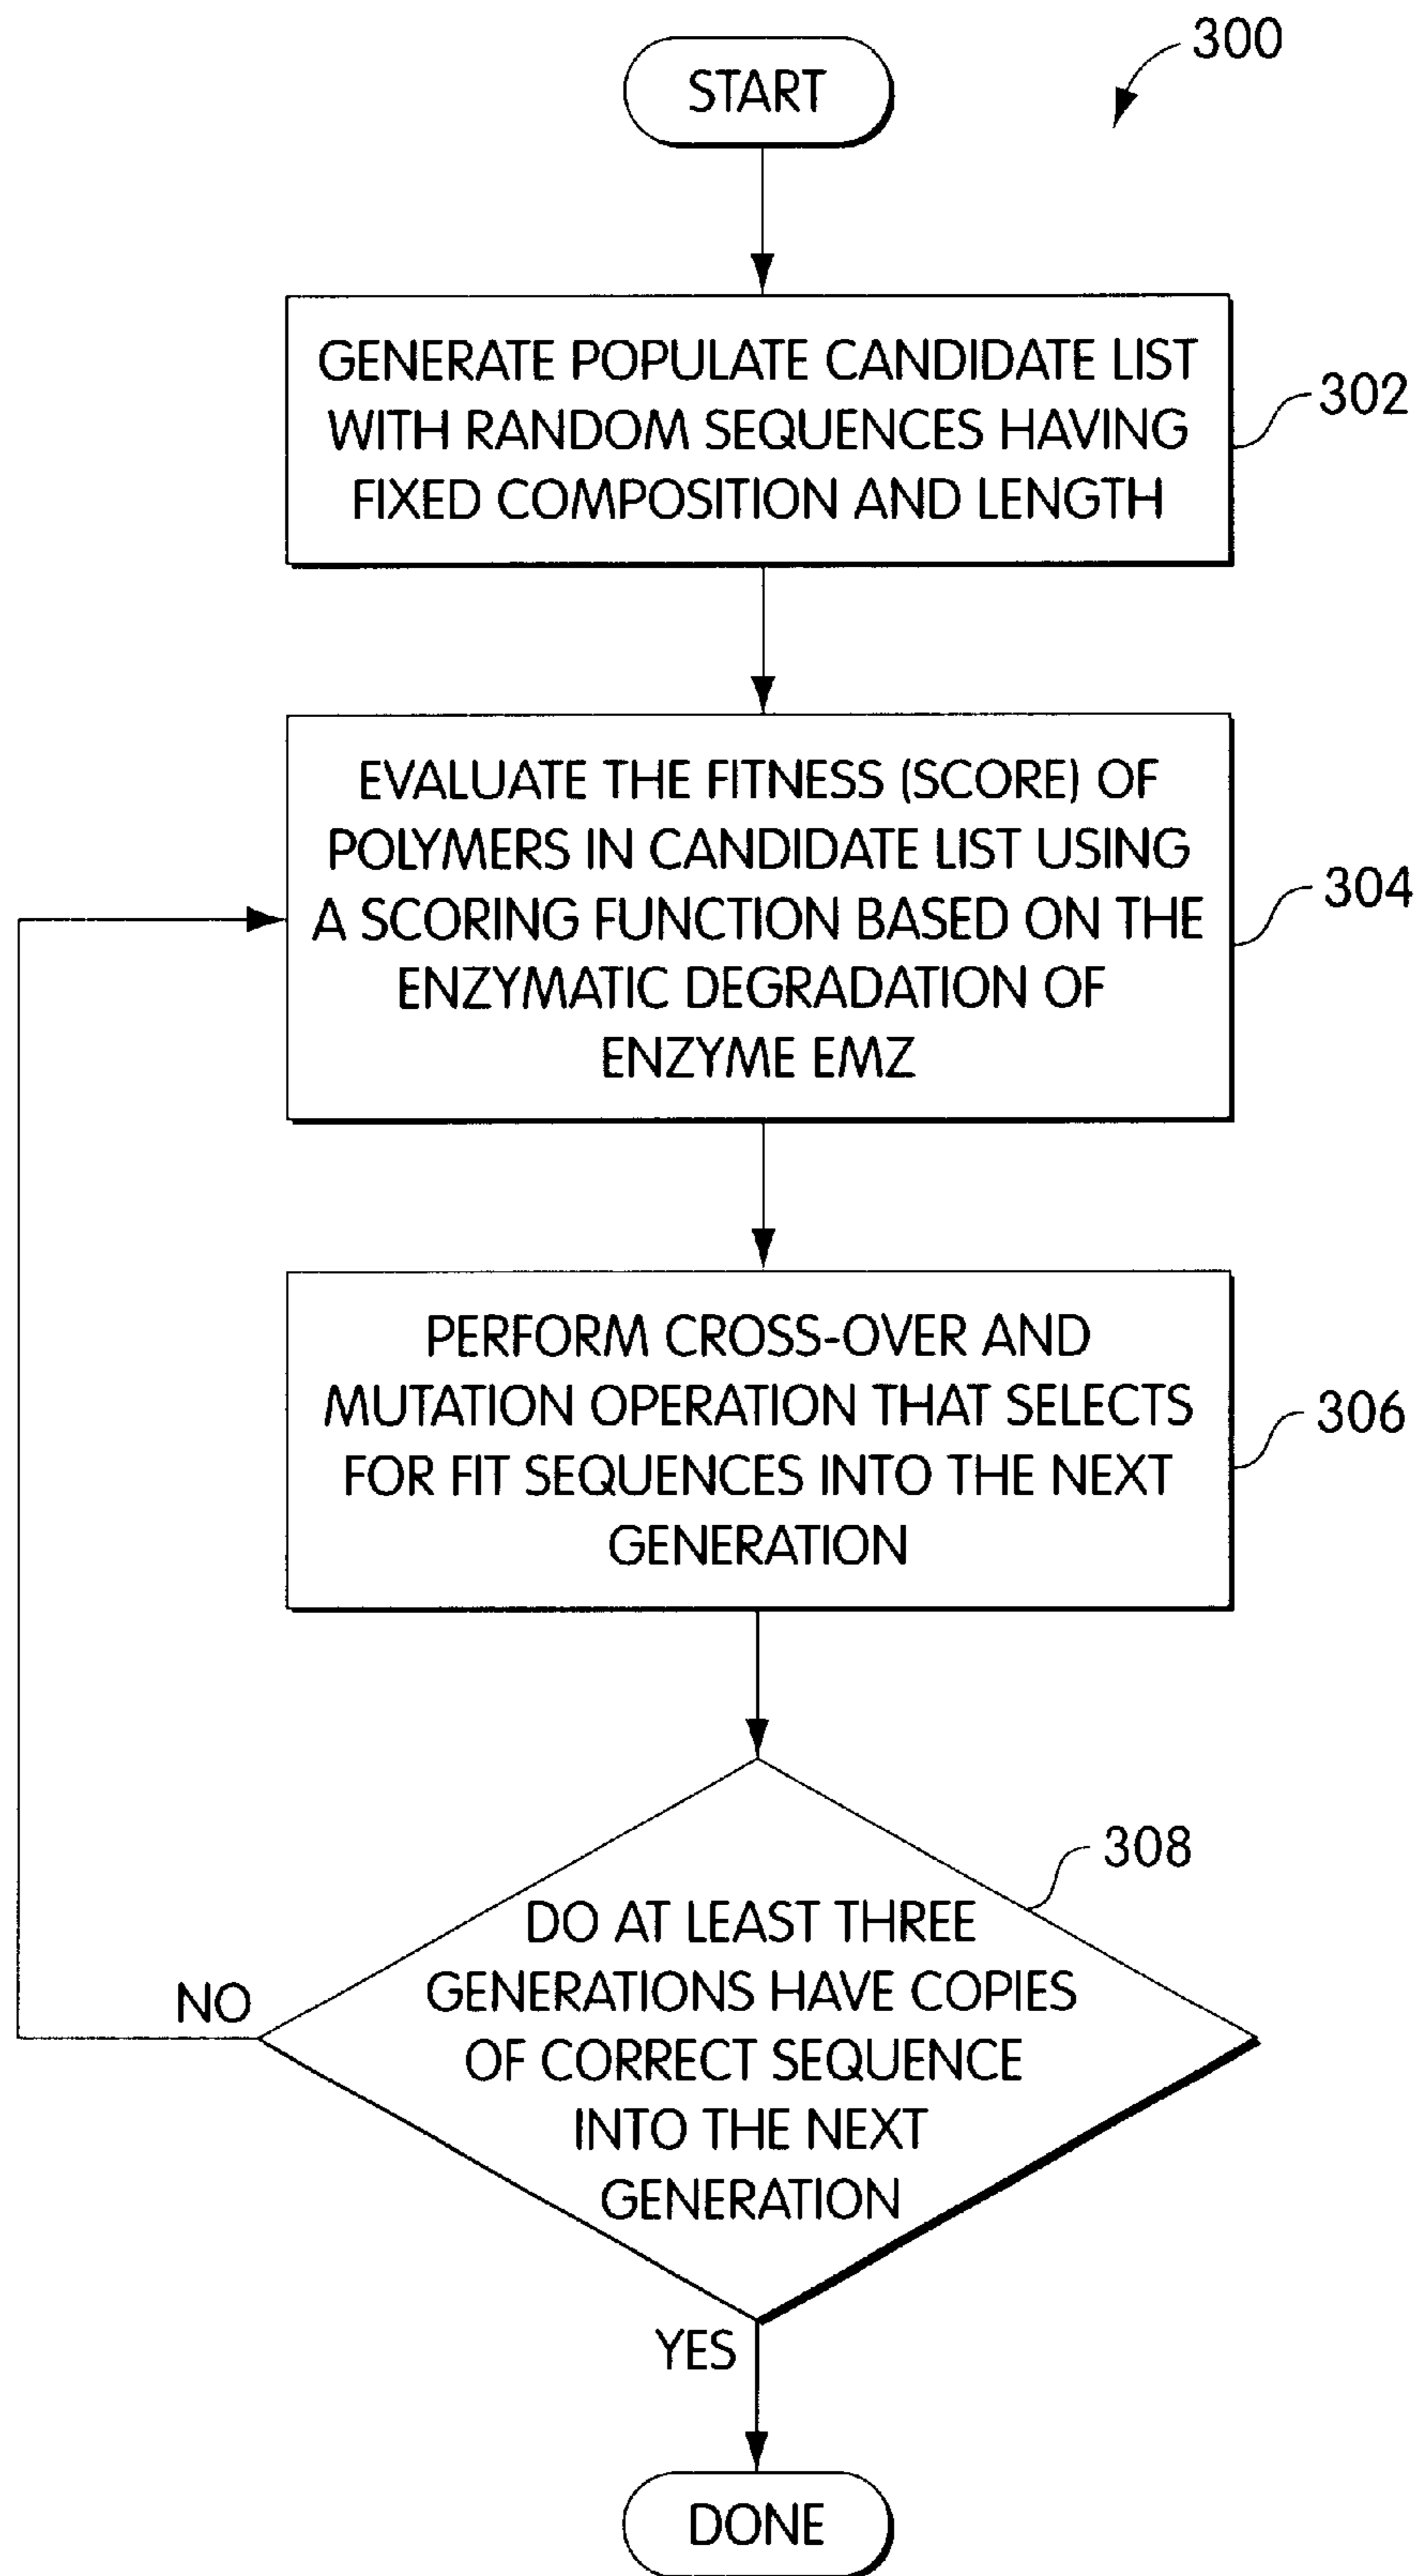 300
START
GENERATE POPULATE CANDIDATE LIST
WITH RANDOM SEQUENCES HAVING
FIXED COMPOSITION AND LENGTH
302
EVALUATE THE FITNESS (SCORE) OF
POLYMERS IN CANDIDATE LIST USING
A SCORING FUNCTION BASED ON THE
ENZYMATIC DEGRADATION OF
ENZYME EMZ
304
PERFORM CROSS-OVER AND
MUTATION OPERATION THAT SELECTS
FOR FIT SEQUENCES INTO THE NEXT
GENERATION
306
308
DO AT LEAST THREE
GENERATIONS HAVE COPIES
OF CORRECT SEQUENCE
INTO THE NEXT
GENERATION
NO
YES
DONE